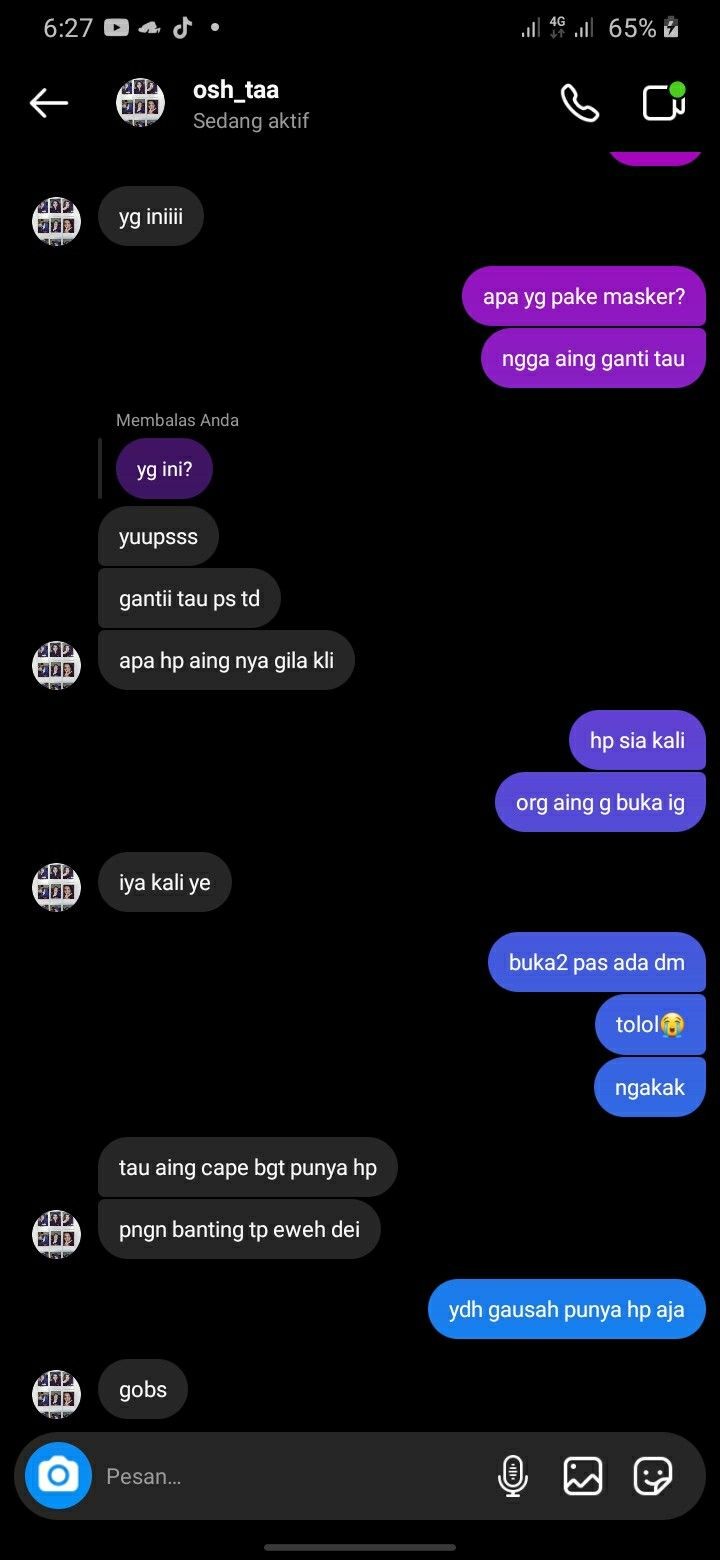 6:27
4G
65%
osh_taa
Sedang aktif
yg iniiii
apa yg pake masker?
ngga aing ganti tau
Membalas Anda
yg ini?
yuupsss
gantii tau ps td
apa hp aing nya gila kli
hp sia kali
org aing g buka ig
iya kali ye
buka2 pas ada dm
tolol😭
ngakak
tau aing cape bgt punya hp
pngn banting tp eweh dei
ydh gausah punya hp aja
gobs
Pesan...